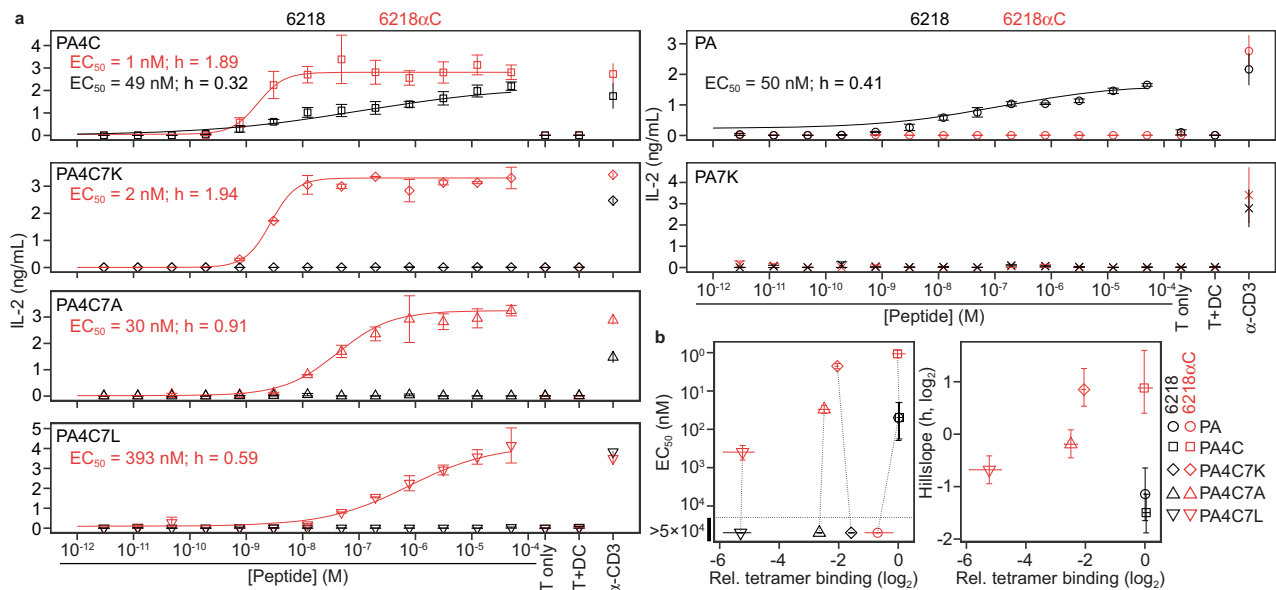 a
6218 6218αC
PA4C
EC50 = 1 nM; h = 1.89
EC50 = 49 nM; h = 0.32
4
3
2
1
0
PA4C7K
EC50 = 2 nM; h = 1.94
3
2
1
0
PA4C7A
EC50 = 30 nM; h = 0.91
3
2
1
0
PA4C7L
EC50 = 393 nM; h = 0.59
5
4
3
2
1
0
IL-2 (ng/mL)
10-12 10-11 10-10 10-9 10-8 10-7 10-6 10-5 10-4
[Peptide] (M)
T only
T+DC
α-CD3
6218 6218αC
PA
EC50 = 50 nM; h = 0.41
3
2
1
0
PA7K
4
3
2
1
0
IL-2 (ng/mL)
10-12 10-11 10-10 10-9 10-8 10-7 10-6 10-5 10-4
[Peptide] (M)
T only
T+DC
α-CD3
b
EC50 (nM)
100
101
102
103
104
>5×104
-6 -4 -2 0
Rel. tetramer binding (log2)
Hillslope (h, log2)
1
0
-1
-2
-6 -4 -2 0
Rel. tetramer binding (log2)
6218
6218αC
PA
PA4C
PA4C7K
PA4C7A
PA4C7L